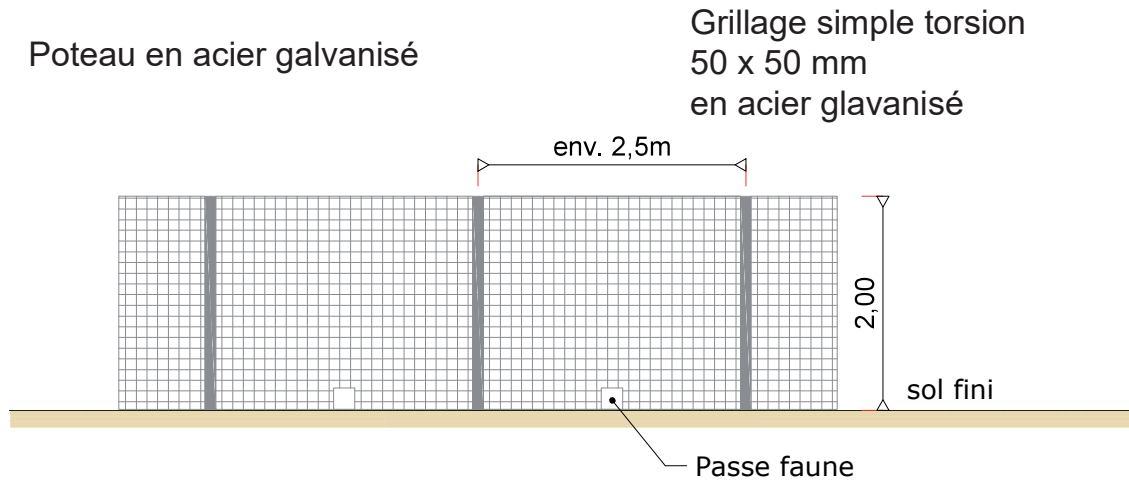 Poteau en acier galvanisé
Grillage simple torsion
50 x 50 mm
en acier glavanisé
env. 2,5m
2,00
sol fini
Passe faune